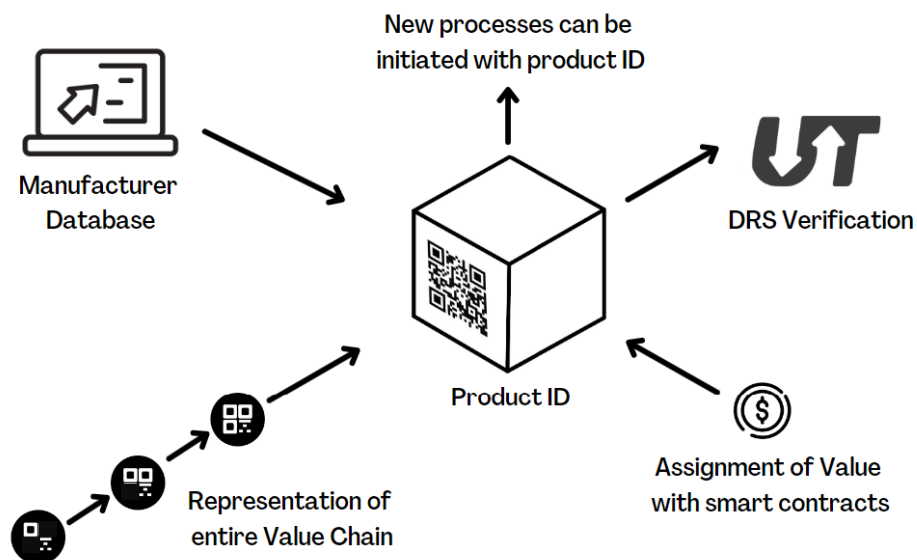 New processes can be
initiated with product ID
Manufacturer
Database
UT
DRS Verification
Product ID
$
Assignment of Value
with smart contracts
Representation of
entire Value Chain